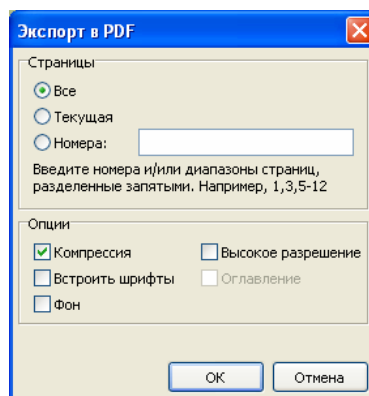 Экспорт в PDF
Страницы
Все
Текущая
Номера:
Введите номера и/или диапазоны страниц,
разделенные запятыми. Например, 1,3,5-12
Опции
Компрессия
Высокое разрешение
Встроить шрифты
Оглавление
Фон
ОК
Отмена